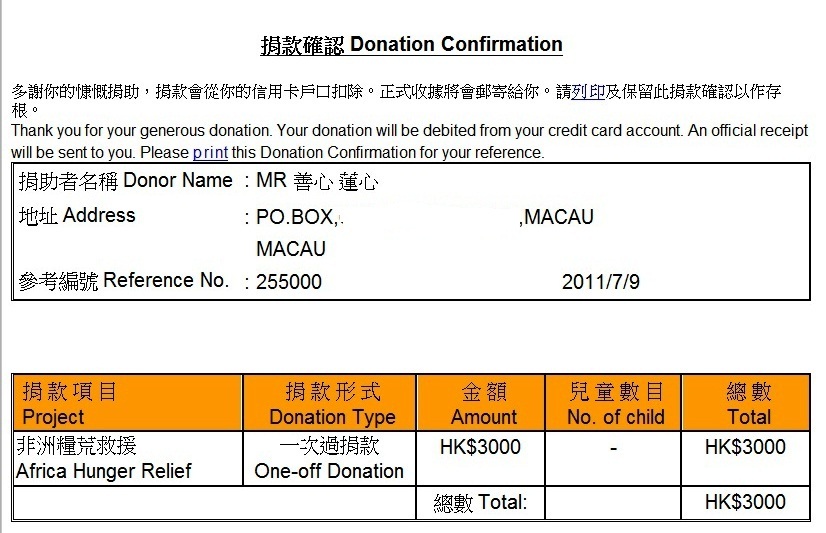 捐款確認 Donation Confirmation
多謝你的慷慨捐助，捐款會從你的信用卡戶口扣除。正式收據將會郵寄給你。請列印及保留此捐款確認以作存
根。
Thank you for your generous donation. Your donation will be debited from your credit card account. An official receipt
will be sent to you. Please print this Donation Confirmation for your reference.
捐助者名稱 Donor Name : MR 善心 蓮心
地址 Address : PO.BOX, ,MACAU
MACAU
參考編號 Reference No. : 255000 2011/7/9
捐款項目 捐款形式 金額 兒童數目 總數
Project Donation Type Amount No. of child Total
非洲糧荒救援 一次過捐款 HK$3000 - HK$3000
Africa Hunger Relief One-off Donation
總數 Total: HK$3000